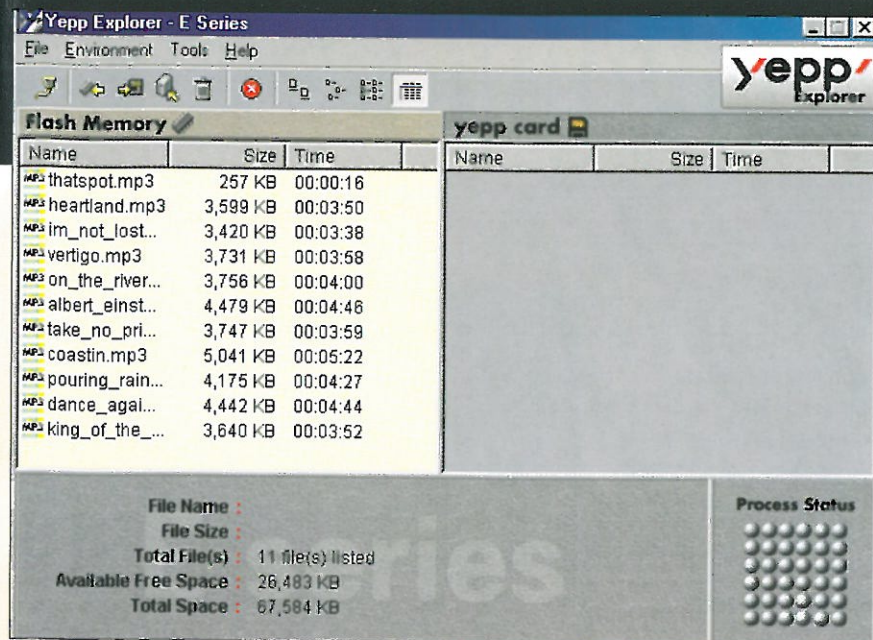 Yepp Explorer - E Series
File Environment Tools Help
yepp'
Explorer
Flash Memory
Name Size Time
thatspot.mp3 257 KB 00:00:16
heartland.mp3 3,599 KB 00:03:50
im_not_lost... 3,420 KB 00:03:38
vertigo.mp3 3,731 KB 00:03:58
on_the_river... 3,756 KB 00:04:00
albert_einst... 4,479 KB 00:04:46
take_no_pri... 3,747 KB 00:03:59
coastin.mp3 5,041 KB 00:05:22
pouring_rain... 4,175 KB 00:04:27
dance_agai... 4,442 KB 00:04:44
king_of_the_... 3,640 KB 00:03:52
yepp card
Name Size Time
E series
File Name :
File Size :
Total File(s) : 11 file(s) listed
Available Free Space : 26,483 KB
Total Space : 67,584 KB
Process Status